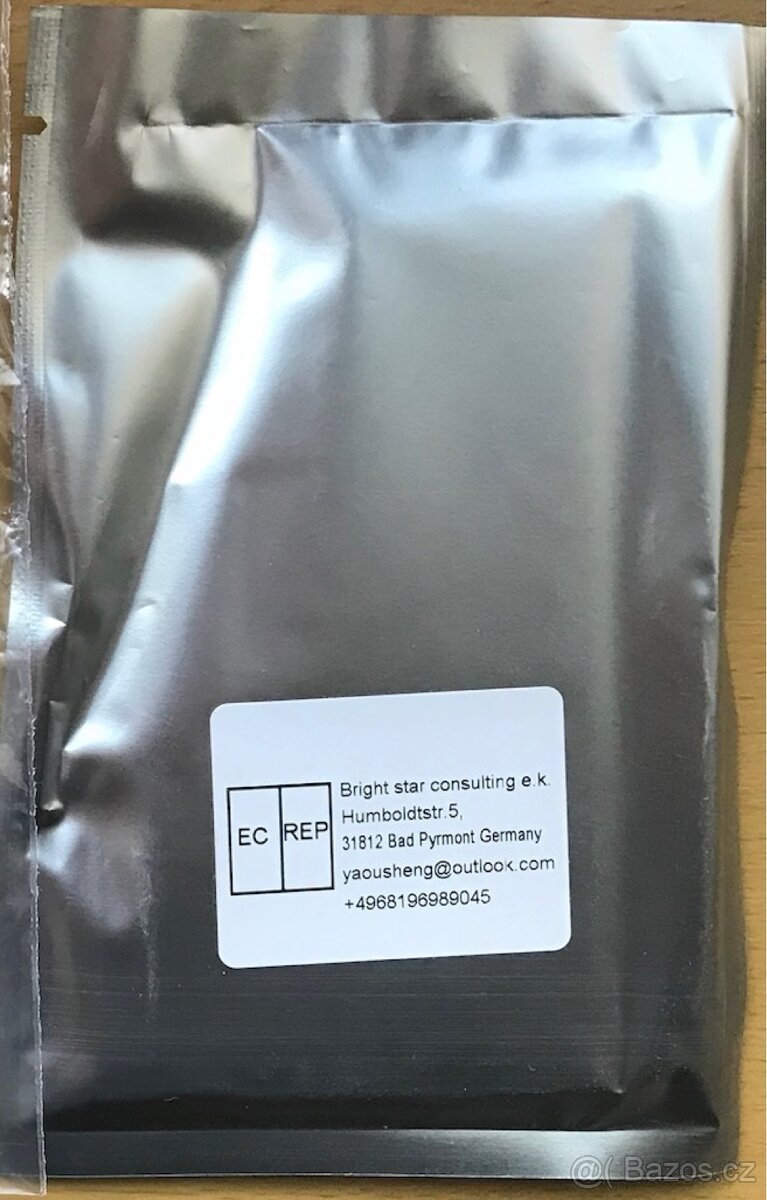 EC REP
Bright star consulting e.k.
Humboldtstr.5,
31812 Bad Pyrmont Germany
yaousheng@outlook.com
+4968196989045
@( Bazos.cz